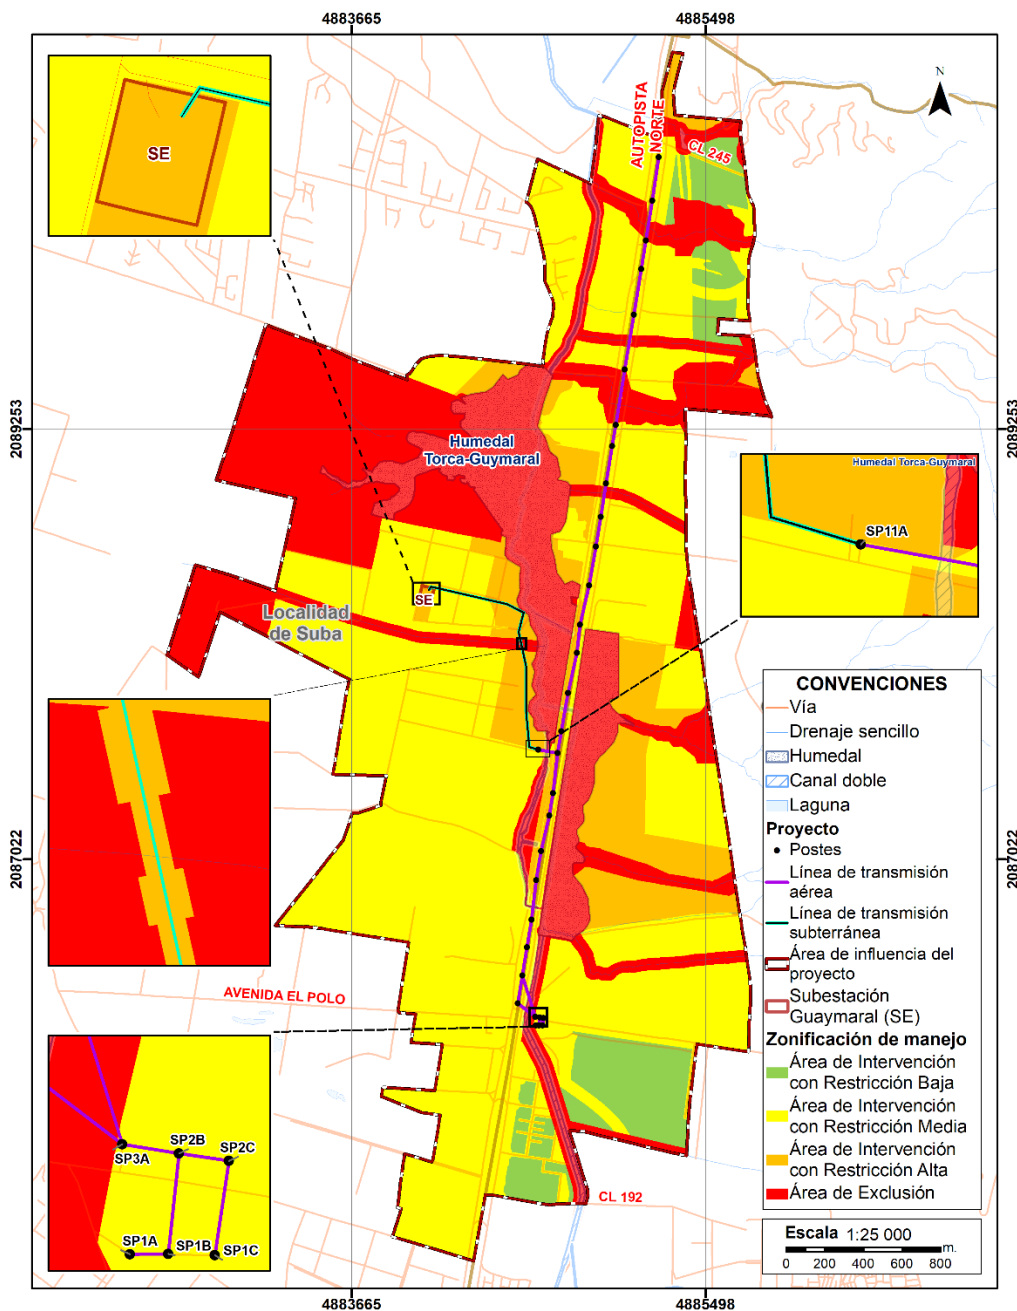 4883665
4885498
N
SE
AUTOPISTA
NORTE
CL 245
2089253
2089253
Humedal
Torca-Guymaral
Humedal Torca-Guymaral
SP11A
SE
Localidad
de Suba
CONVENCIONES
Vía
Drenaje sencillo
Humedal
Canal doble
Laguna
Proyecto
Postes
Línea de transmisión
aérea
Línea de transmisión
subterránea
Área de influencia del
proyecto
Subestación
Guaymaral (SE)
Zonificación de manejo
Área de Intervención
con Restricción Baja
Área de Intervención
con Restricción Media
Área de Intervención
con Restricción Alta
Área de Exclusión
2087022
2087022
AVENIDA EL POLO
SP3A
SP2B
SP2C
SP1A
SP1B
SP1C
CL 192
Escala 1:25 000
m.
0 200 400 600 800
4883665
4885498